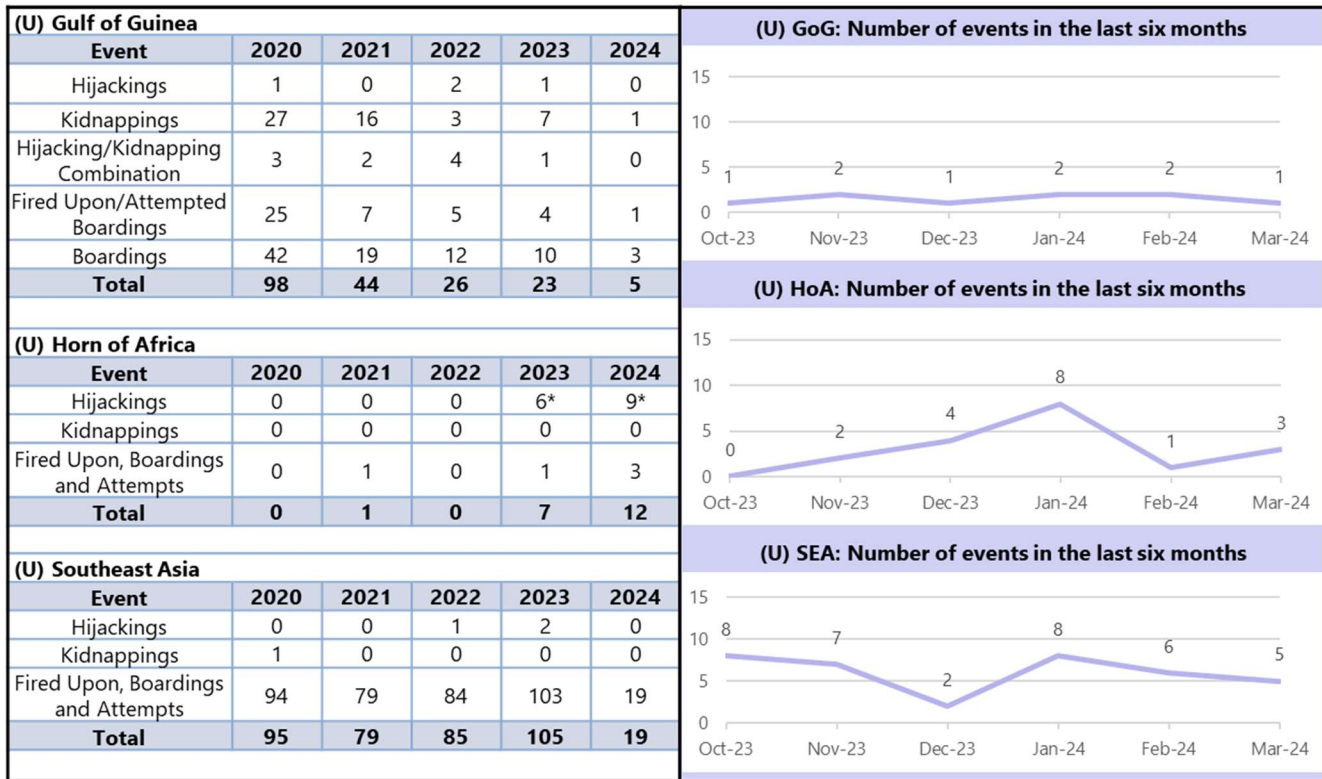 (U) Gulf of Guinea
Event 2020 2021 2022 2023 2024
Hijackings 1 0 2 1 0
Kidnappings 27 16 3 7 1
Hijacking/Kidnapping
Combination 3 2 4 1 0
Fired Upon/Attempted
Boardings 25 7 5 4 1
Boardings 42 19 12 10 3
Total 98 44 26 23 5
(U) Horn of Africa
Event 2020 2021 2022 2023 2024
Hijackings 0 0 0 6* 9*
Kidnappings 0 0 0 0 0
Fired Upon, Boardings
and Attempts 0 1 0 1 3
Total 0 1 0 7 12
(U) Southeast Asia
Event 2020 2021 2022 2023 2024
Hijackings 0 0 1 2 0
Kidnappings 1 0 0 0 0
Fired Upon, Boardings
and Attempts 94 79 84 103 19
Total 95 79 85 105 19
(U) GoG: Number of events in the last six months
15
10
5
0
1 2 1 2 2 1
Oct-23 Nov-23 Dec-23 Jan-24 Feb-24 Mar-24
(U) HoA: Number of events in the last six months
15
10
5
0
0 2 4 8 1 3
Oct-23 Nov-23 Dec-23 Jan-24 Feb-24 Mar-24
(U) SEA: Number of events in the last six months
15
10
5
0
8 7 2 8 6 5
Oct-23 Nov-23 Dec-23 Jan-24 Feb-24 Mar-24